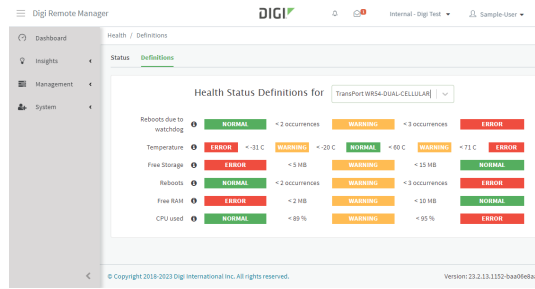 Digi Remote Manager
DIGI
Internal - Digi Test
Sample-User
Dashboard
Insights
Management
System
Health / Definitions
Status Definitions
Health Status Definitions for TransPort WR54-DUAL-CELLULAR
Reboots due to watchdog NORMAL < 2 occurrences WARNING < 3 occurrences ERROR
Temperature ERROR < -31 C WARNING < -20 C NORMAL < 60 C WARNING < 71 C ERROR
Free Storage ERROR < 5 MB WARNING < 15 MB NORMAL
Reboots NORMAL < 2 occurrences WARNING < 3 occurrences ERROR
Free RAM ERROR < 2 MB WARNING < 10 MB NORMAL
CPU used NORMAL < 89 % WARNING < 95 % ERROR
© Copyright 2018-2023 Digi International Inc. All rights reserved.
Version: 23.2.13.1152-baa06e8aa